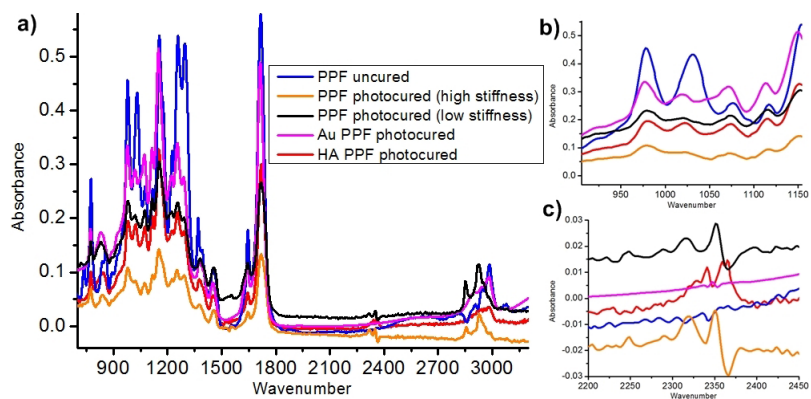 a)
Absorbance
0.5
0.4
0.3
0.2
0.1
0.0
900 1200 1500 1800 2100 2400 2700 3000
Wavenumber
PPF uncured
PPF photocured (high stiffness)
PPF photocured (low stiffness)
Au PPF photocured
HA PPF photocured
b)
Absorbance
0.5
0.4
0.3
0.2
0.1
0.0
950 1000 1050 1100 1150
Wavenumber
c)
Absorbance
0.03
0.02
0.01
0.00
-0.01
-0.02
-0.03
2200 2250 2300 2350 2400 2450
Wavenumber